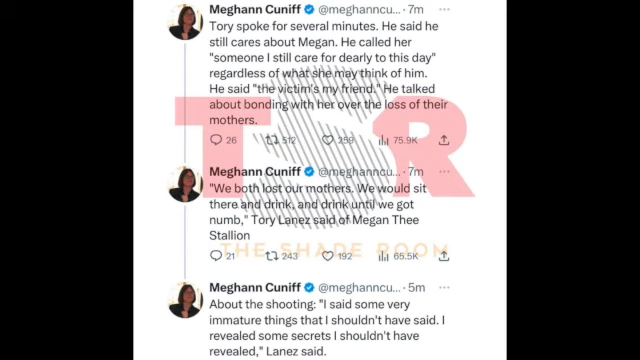 Meghann Cuniff @meghanncu... · 7m
Tory spoke for several minutes. He said he
still cares about Megan. He called her
"someone I still care for dearly to this day"
regardless of what she may think of him.
He said "the victim's my friend." He talked
about bonding with her over the loss of their
mothers.
26 512 259 75.9K
TSR
Meghann Cuniff @meghanncu... · 7m
"We both lost our mothers. We would sit
there and drink, and drink until we got
numb," Tory Lanez said of Megan Thee
Stallion
THE SHADE ROOM
21 243 192 65.5K
Meghann Cuniff @meghanncu... · 5m
About the shooting: "I said some very
immature things that I shouldn't have said. I
revealed some secrets I shouldn't have
revealed," Lanez said.